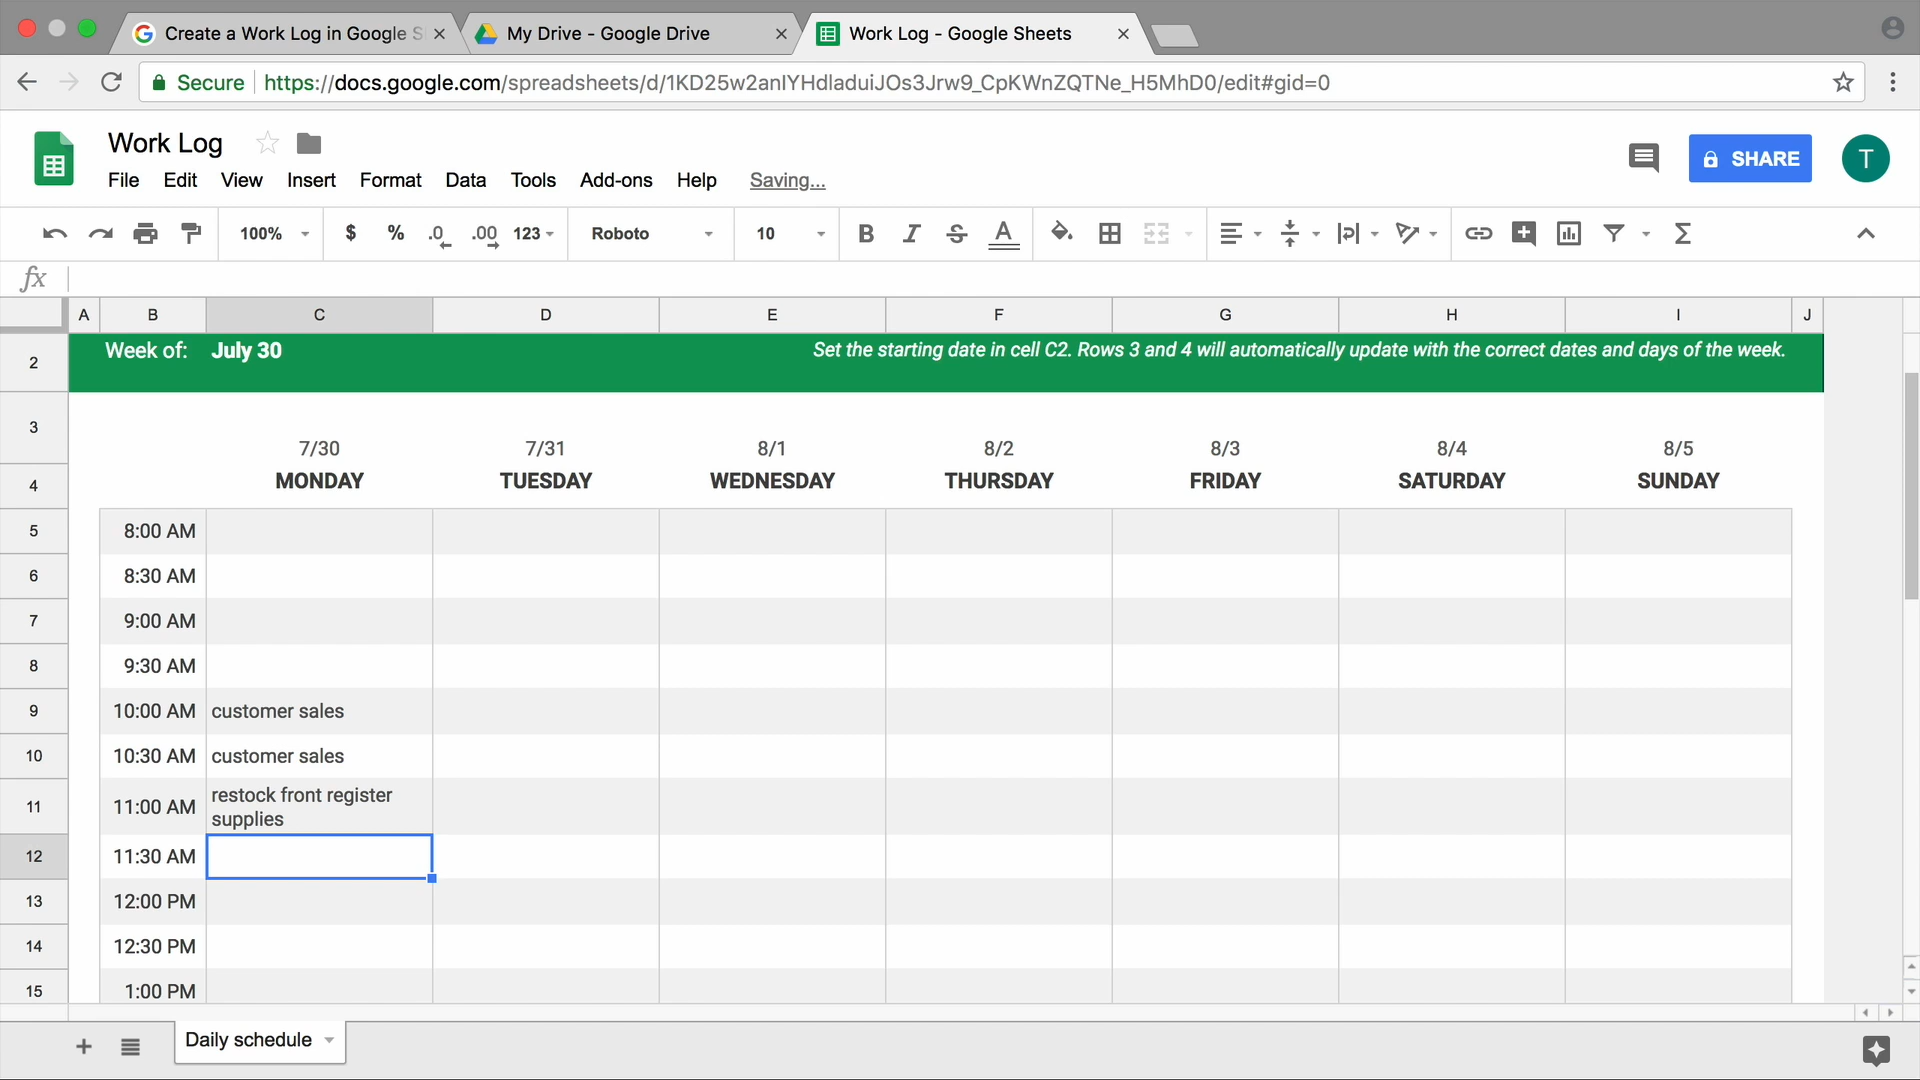 Create a Work Log in Google S
My Drive - Google Drive
Work Log - Google Sheets
Secure https://docs.google.com/spreadsheets/d/1KD25w2anIYHdladuiJOs3Jrw9_CpKWnZQTNe_H5MhD0/edit#gid=0
Work Log
SHARE
T
File Edit View Insert Format Data Tools Add-ons Help Saving...
100% $ % .0 .00 123 Roboto 10 B I S A Σ
fx
A B C D E F G H I J
2 Week of: July 30 Set the starting date in cell C2. Rows 3 and 4 will automatically update with the correct dates and days of the week.
3 7/30 7/31 8/1 8/2 8/3 8/4 8/5
4 MONDAY TUESDAY WEDNESDAY THURSDAY FRIDAY SATURDAY SUNDAY
5 8:00 AM
6 8:30 AM
7 9:00 AM
8 9:30 AM
9 10:00 AM customer sales
10 10:30 AM customer sales
11 11:00 AM restock front register
supplies
12 11:30 AM
13 12:00 PM
14 12:30 PM
15 1:00 PM
Daily schedule